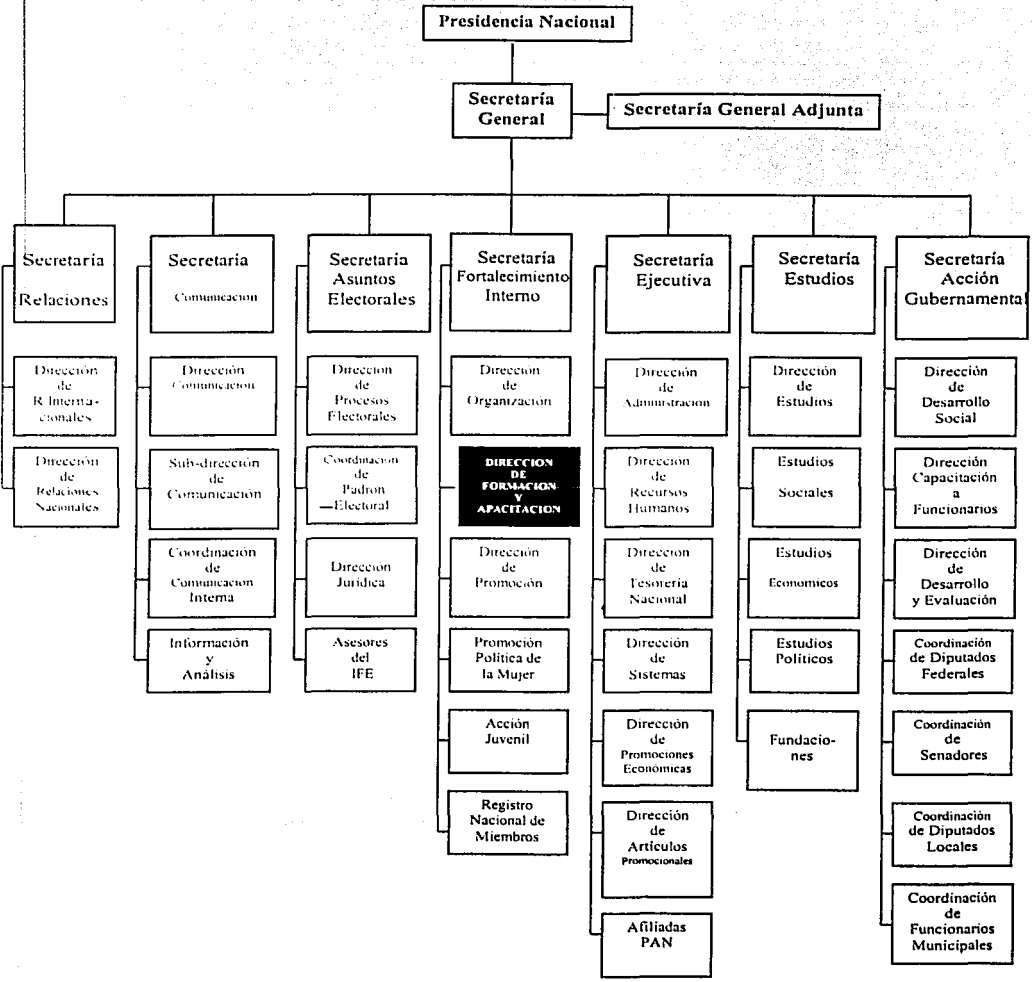 Presidencia Nacional
Secretaría
General
Secretaría General Adjunta
Secretaría
Relaciones
Dirección
de
R Interna-
cionales
Dirección
de
Relaciones
Nacionales
Secretaría
Comunicación
Dirección
Comunicación
Sub-dirección
de
Comunicación
Coordinación
de
Comunicación
Interna
Información
y
Análisis
Secretaría
Asuntos
Electorales
Dirección
de
Procesos
Electorales
Coordinación
de
Padron
Electoral
Dirección
Jurídica
Asesores
del
IFE
Secretaría
Fortalecimiento
Interno
Dirección
de
Organización
DIRECCION
DE
FORMACION
Y
APACITACION
Dirección
de
Promoción
Promoción
Política de
la Mujer
Acción
Juvenil
Registro
Nacional de
Miembros
Secretaría
Ejecutiva
Dirección
de
Administración
Dirección
de
Recursos
Humanos
Dirección
de
Tesorería
Nacional
Dirección
de
Sistemas
Dirección
de
Promociones
Económicas
Dirección
de
Artículos
Promocionales
Afiliadas
PAN
Secretaría
Estudios
Dirección
de
Estudios
Estudios
Sociales
Estudios
Economicos
Estudios
Políticos
Fundacio-
nes
Secretaría
Acción
Gubernamental
Dirección
de
Desarrollo
Social
Dirección
Capacitación
a
Funcionarios
Dirección
de
Desarrollo
y Evaluación
Coordinación
de Diputados
Federales
Coordinación
de
Senadores
Coordinación
de Diputados
Locales
Coordinación
de
Funcionarios
Municipales